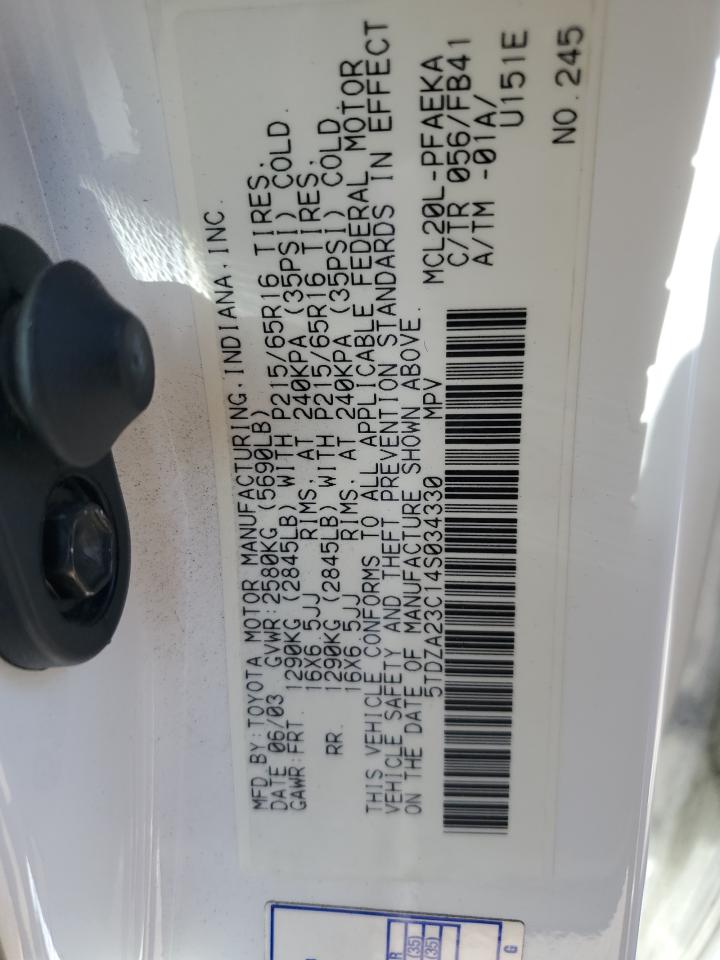 MFD.BY:TOYOTA MOTOR MANUFACTURING,INDIANA,INC.
DATE 06/03 GVWR:2580KG (5690LB)
GAWR:FRT. 1290KG (2845LB) WITH P215/65R16 TIRES,
16X6.5JJ RIMS, AT 240KPA (35PSI) COLD.
RR. 1290KG (2845LB) WITH P215/65R16 TIRES,
16X6.5JJ RIMS, AT 240KPA (35PSI) COLD.
THIS VEHICLE CONFORMS TO ALL APPLICABLE FEDERAL MOTOR
VEHICLE SAFETY AND THEFT PREVENTION STANDARDS IN EFFECT
ON THE DATE OF MANUFACTURE SHOWN ABOVE.
5TDZA23C14S034330 MPV
MCL20L-PFAEKA
C/TR 056/FB41
A/TM -01A/
U151E
NO.245
R
(35)
(35)
G